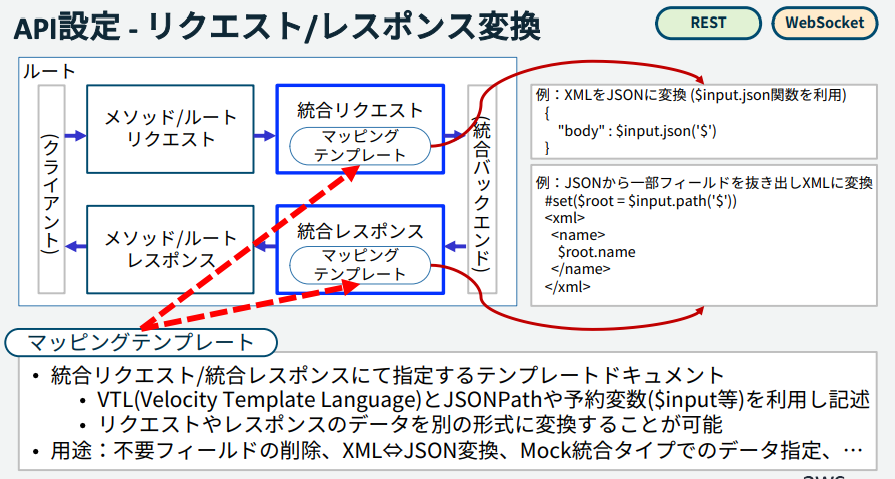 API設定 - リクエスト/レスポンス変換
REST
WebSocket
ルート
(クライアント)
メソッド/ルート
リクエスト
統合リクエスト
マッピング
テンプレート
(統合バックエンド)
メソッド/ルート
レスポンス
統合レスポンス
マッピング
テンプレート
例：XMLをJSONに変換 ($input.json関数を利用)
{
"body" : $input.json('$')
}
例：JSONから一部フィールドを抜き出しXMLに変換
#set($root = $input.path('$'))
<xml>
<name>
$root.name
</name>
</xml>
マッピングテンプレート
• 統合リクエスト/統合レスポンスにて指定するテンプレートドキュメント
• VTL(Velocity Template Language)とJSONPathや予約変数($input等)を利用し記述
• リクエストやレスポンスのデータを別の形式に変換することが可能
• 用途：不要フィールドの削除、XML⇔JSON変換、Mock統合タイプでのデータ指定、…
aws